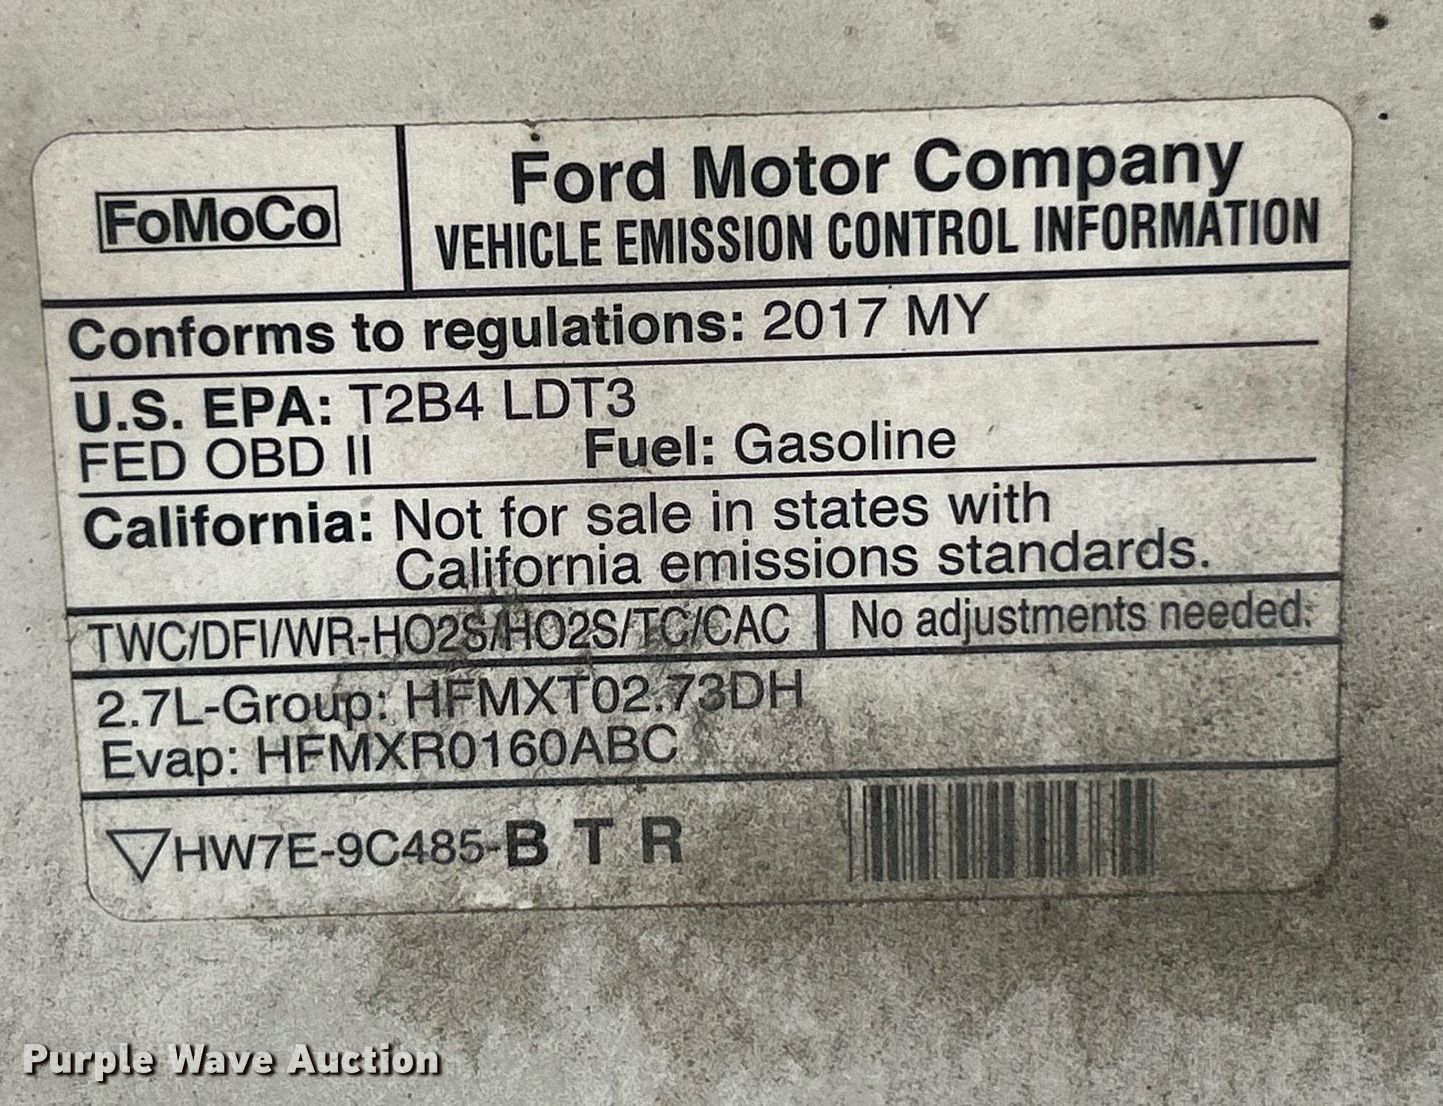 FoMoCo
Ford Motor Company
VEHICLE EMISSION CONTROL INFORMATION
Conforms to regulations: 2017 MY
U.S. EPA: T2B4 LDT3
FED OBD II Fuel: Gasoline
California: Not for sale in states with
California emissions standards.
TWC/DFI/WR-HO2S/HO2S/TC/CAC No adjustments needed.
2.7L-Group: HFMXT02.73DH
Evap: HFMXR0160ABC
HW7E-9C485-B T R
Purple Wave Auction